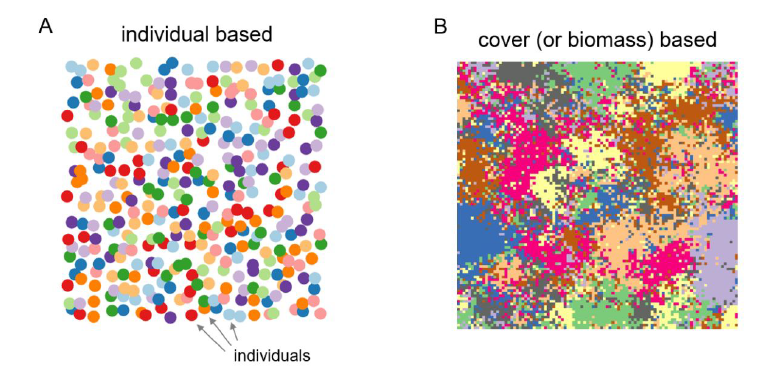 A
individual based
individuals
B
cover (or biomass) based